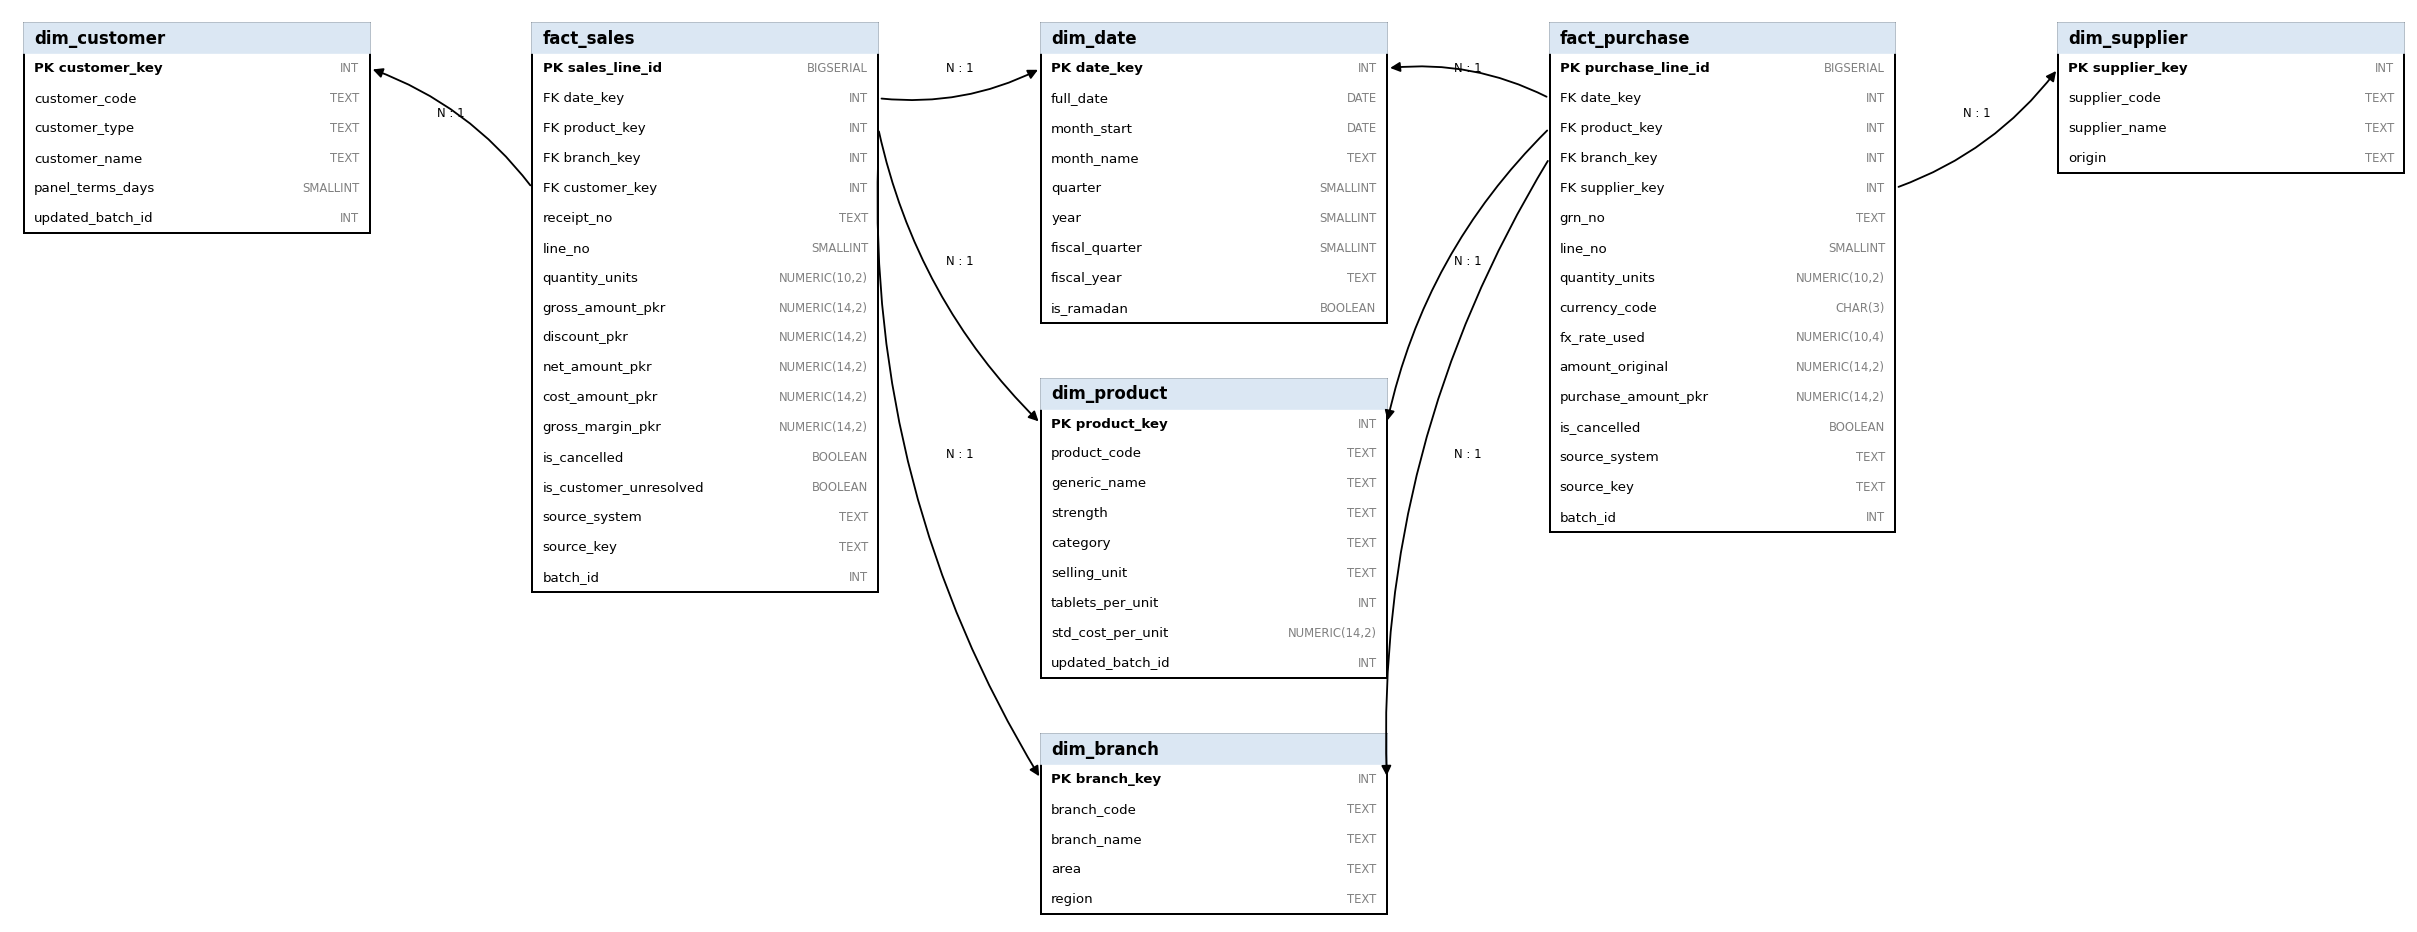 dim_customer
PK customer_key INT
customer_code TEXT
customer_type TEXT
customer_name TEXT
panel_terms_days SMALLINT
updated_batch_id INT
N : 1
fact_sales
PK sales_line_id BIGSERIAL
FK date_key INT
FK product_key INT
FK branch_key INT
FK customer_key INT
receipt_no TEXT
line_no SMALLINT
quantity_units NUMERIC(10,2)
gross_amount_pkr NUMERIC(14,2)
discount_pkr NUMERIC(14,2)
net_amount_pkr NUMERIC(14,2)
cost_amount_pkr NUMERIC(14,2)
gross_margin_pkr NUMERIC(14,2)
is_cancelled BOOLEAN
is_customer_unresolved BOOLEAN
source_system TEXT
source_key TEXT
batch_id INT
N : 1
N : 1
N : 1
dim_date
PK date_key INT
full_date DATE
month_start DATE
month_name TEXT
quarter SMALLINT
year SMALLINT
fiscal_quarter SMALLINT
fiscal_year TEXT
is_ramadan BOOLEAN
dim_product
PK product_key INT
product_code TEXT
generic_name TEXT
strength TEXT
category TEXT
selling_unit TEXT
tablets_per_unit INT
std_cost_per_unit NUMERIC(14,2)
updated_batch_id INT
dim_branch
PK branch_key INT
branch_code TEXT
branch_name TEXT
area TEXT
region TEXT
N : 1
N : 1
N : 1
fact_purchase
PK purchase_line_id BIGSERIAL
FK date_key INT
FK product_key INT
FK branch_key INT
FK supplier_key INT
grn_no TEXT
line_no SMALLINT
quantity_units NUMERIC(10,2)
currency_code CHAR(3)
fx_rate_used NUMERIC(10,4)
amount_original NUMERIC(14,2)
purchase_amount_pkr NUMERIC(14,2)
is_cancelled BOOLEAN
source_system TEXT
source_key TEXT
batch_id INT
N : 1
dim_supplier
PK supplier_key INT
supplier_code TEXT
supplier_name TEXT
origin TEXT